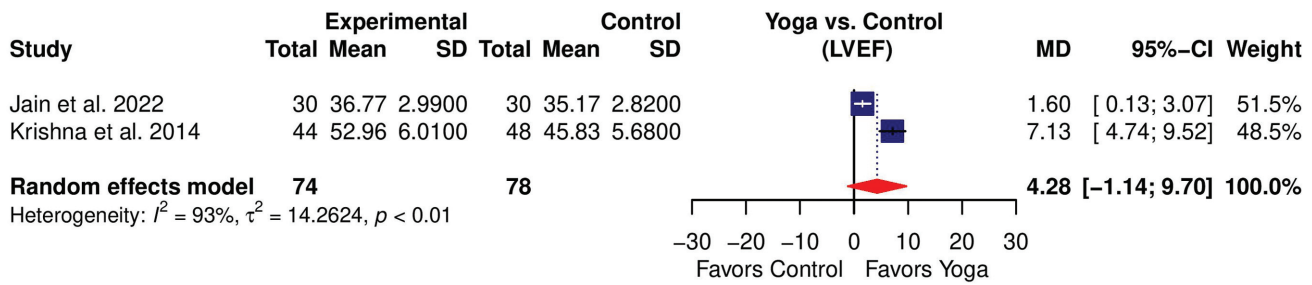 Experimental Control Yoga vs. Control
Study Total Mean SD Total Mean SD (LVEF) MD 95%−CI Weight
Jain et al. 2022 30 36.77 2.9900 30 35.17 2.8200 1.60 [ 0.13; 3.07] 51.5%
Krishna et al. 2014 44 52.96 6.0100 48 45.83 5.6800 7.13 [ 4.74; 9.52] 48.5%
Random effects model 74 78 4.28 [−1.14; 9.70] 100.0%
Heterogeneity: I² = 93%, τ² = 14.2624, p < 0.01
−30 −20 −10 0 10 20 30
Favors Control Favors Yoga